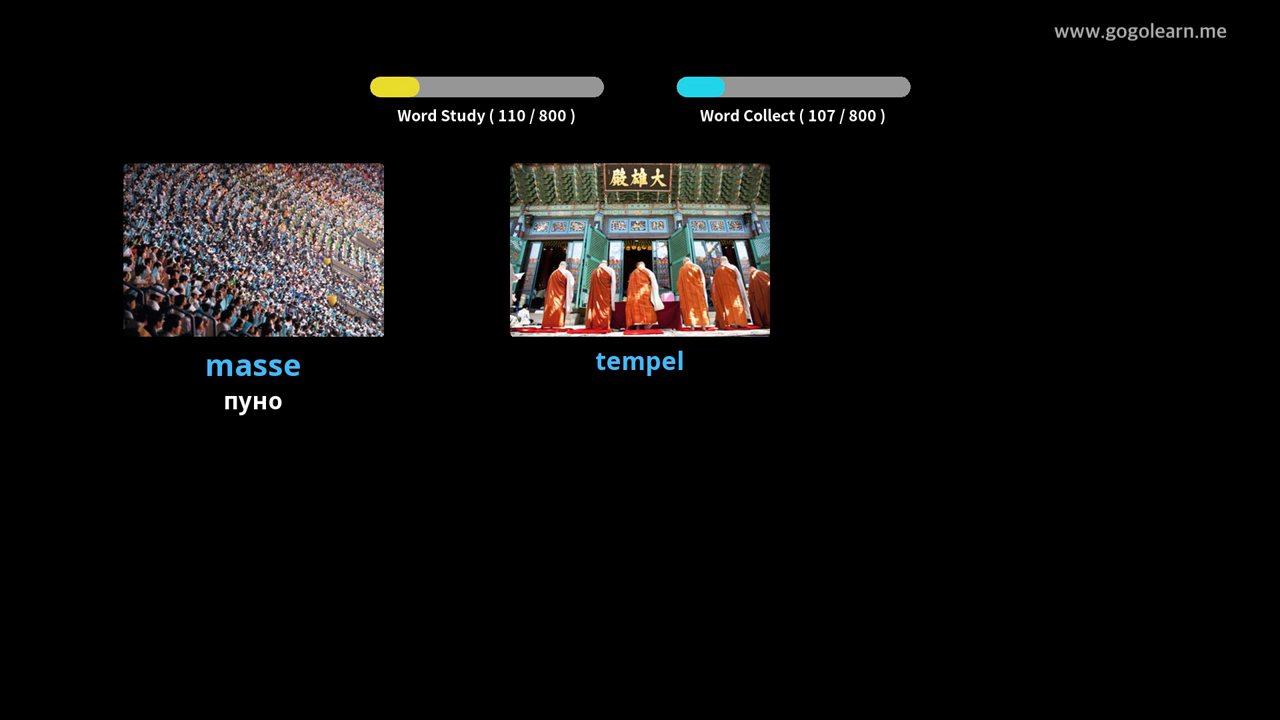 www.gogolearn.me
Word Study ( 110 / 800 )
Word Collect ( 107 / 800 )
殿雄大
masse
tempel
пуно